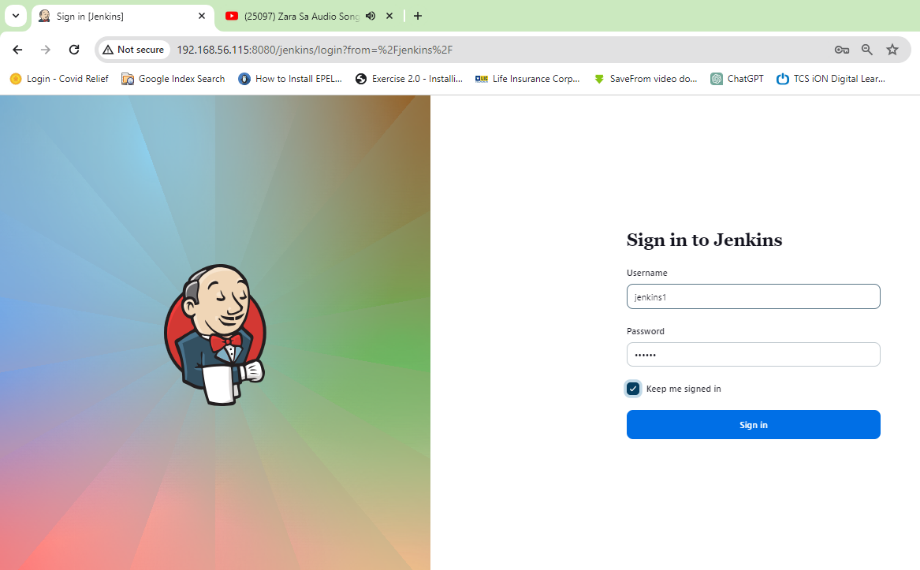 Sign in [Jenkins]
(25097) Zara Sa Audio Song
Not secure
192.168.56.115:8080/jenkins/login?from=%2Fjenkins%2F
Login - Covid Relief
Google Index Search
How to Install EPEL...
Exercise 2.0 - Installi...
Life Insurance Corp...
SaveFrom video do...
ChatGPT
TCS iON Digital Lear...
Sign in to Jenkins
Username
jenkins1
Password
••••••
Keep me signed in
Sign in